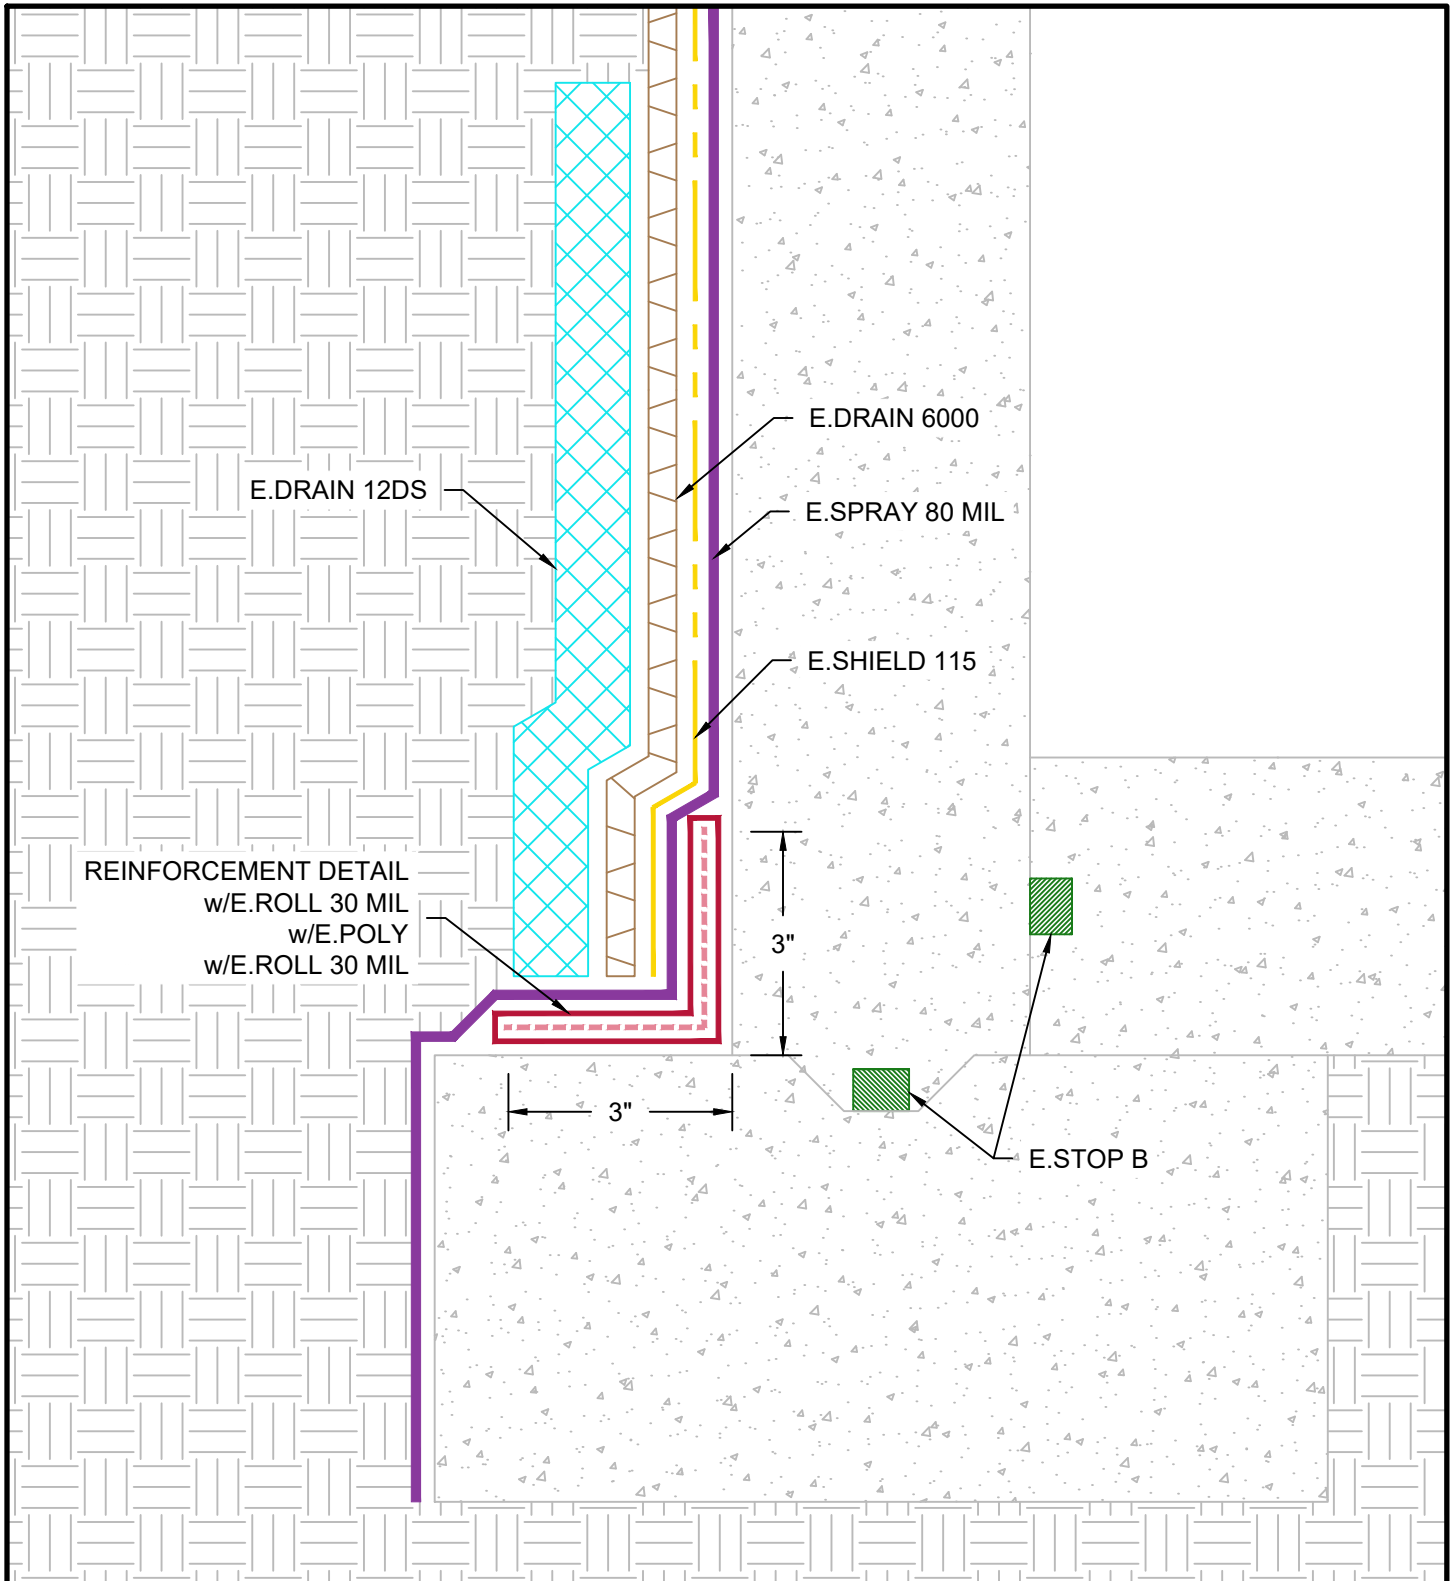 E.DRAIN 6000
E.DRAIN 12DS
E.SPRAY 80 MIL
E.SHIELD 115
REINFORCEMENT DETAIL
w/E.ROLL 30 MIL
w/E.POLY
w/E.ROLL 30 MIL
3"
3"
E.STOP B